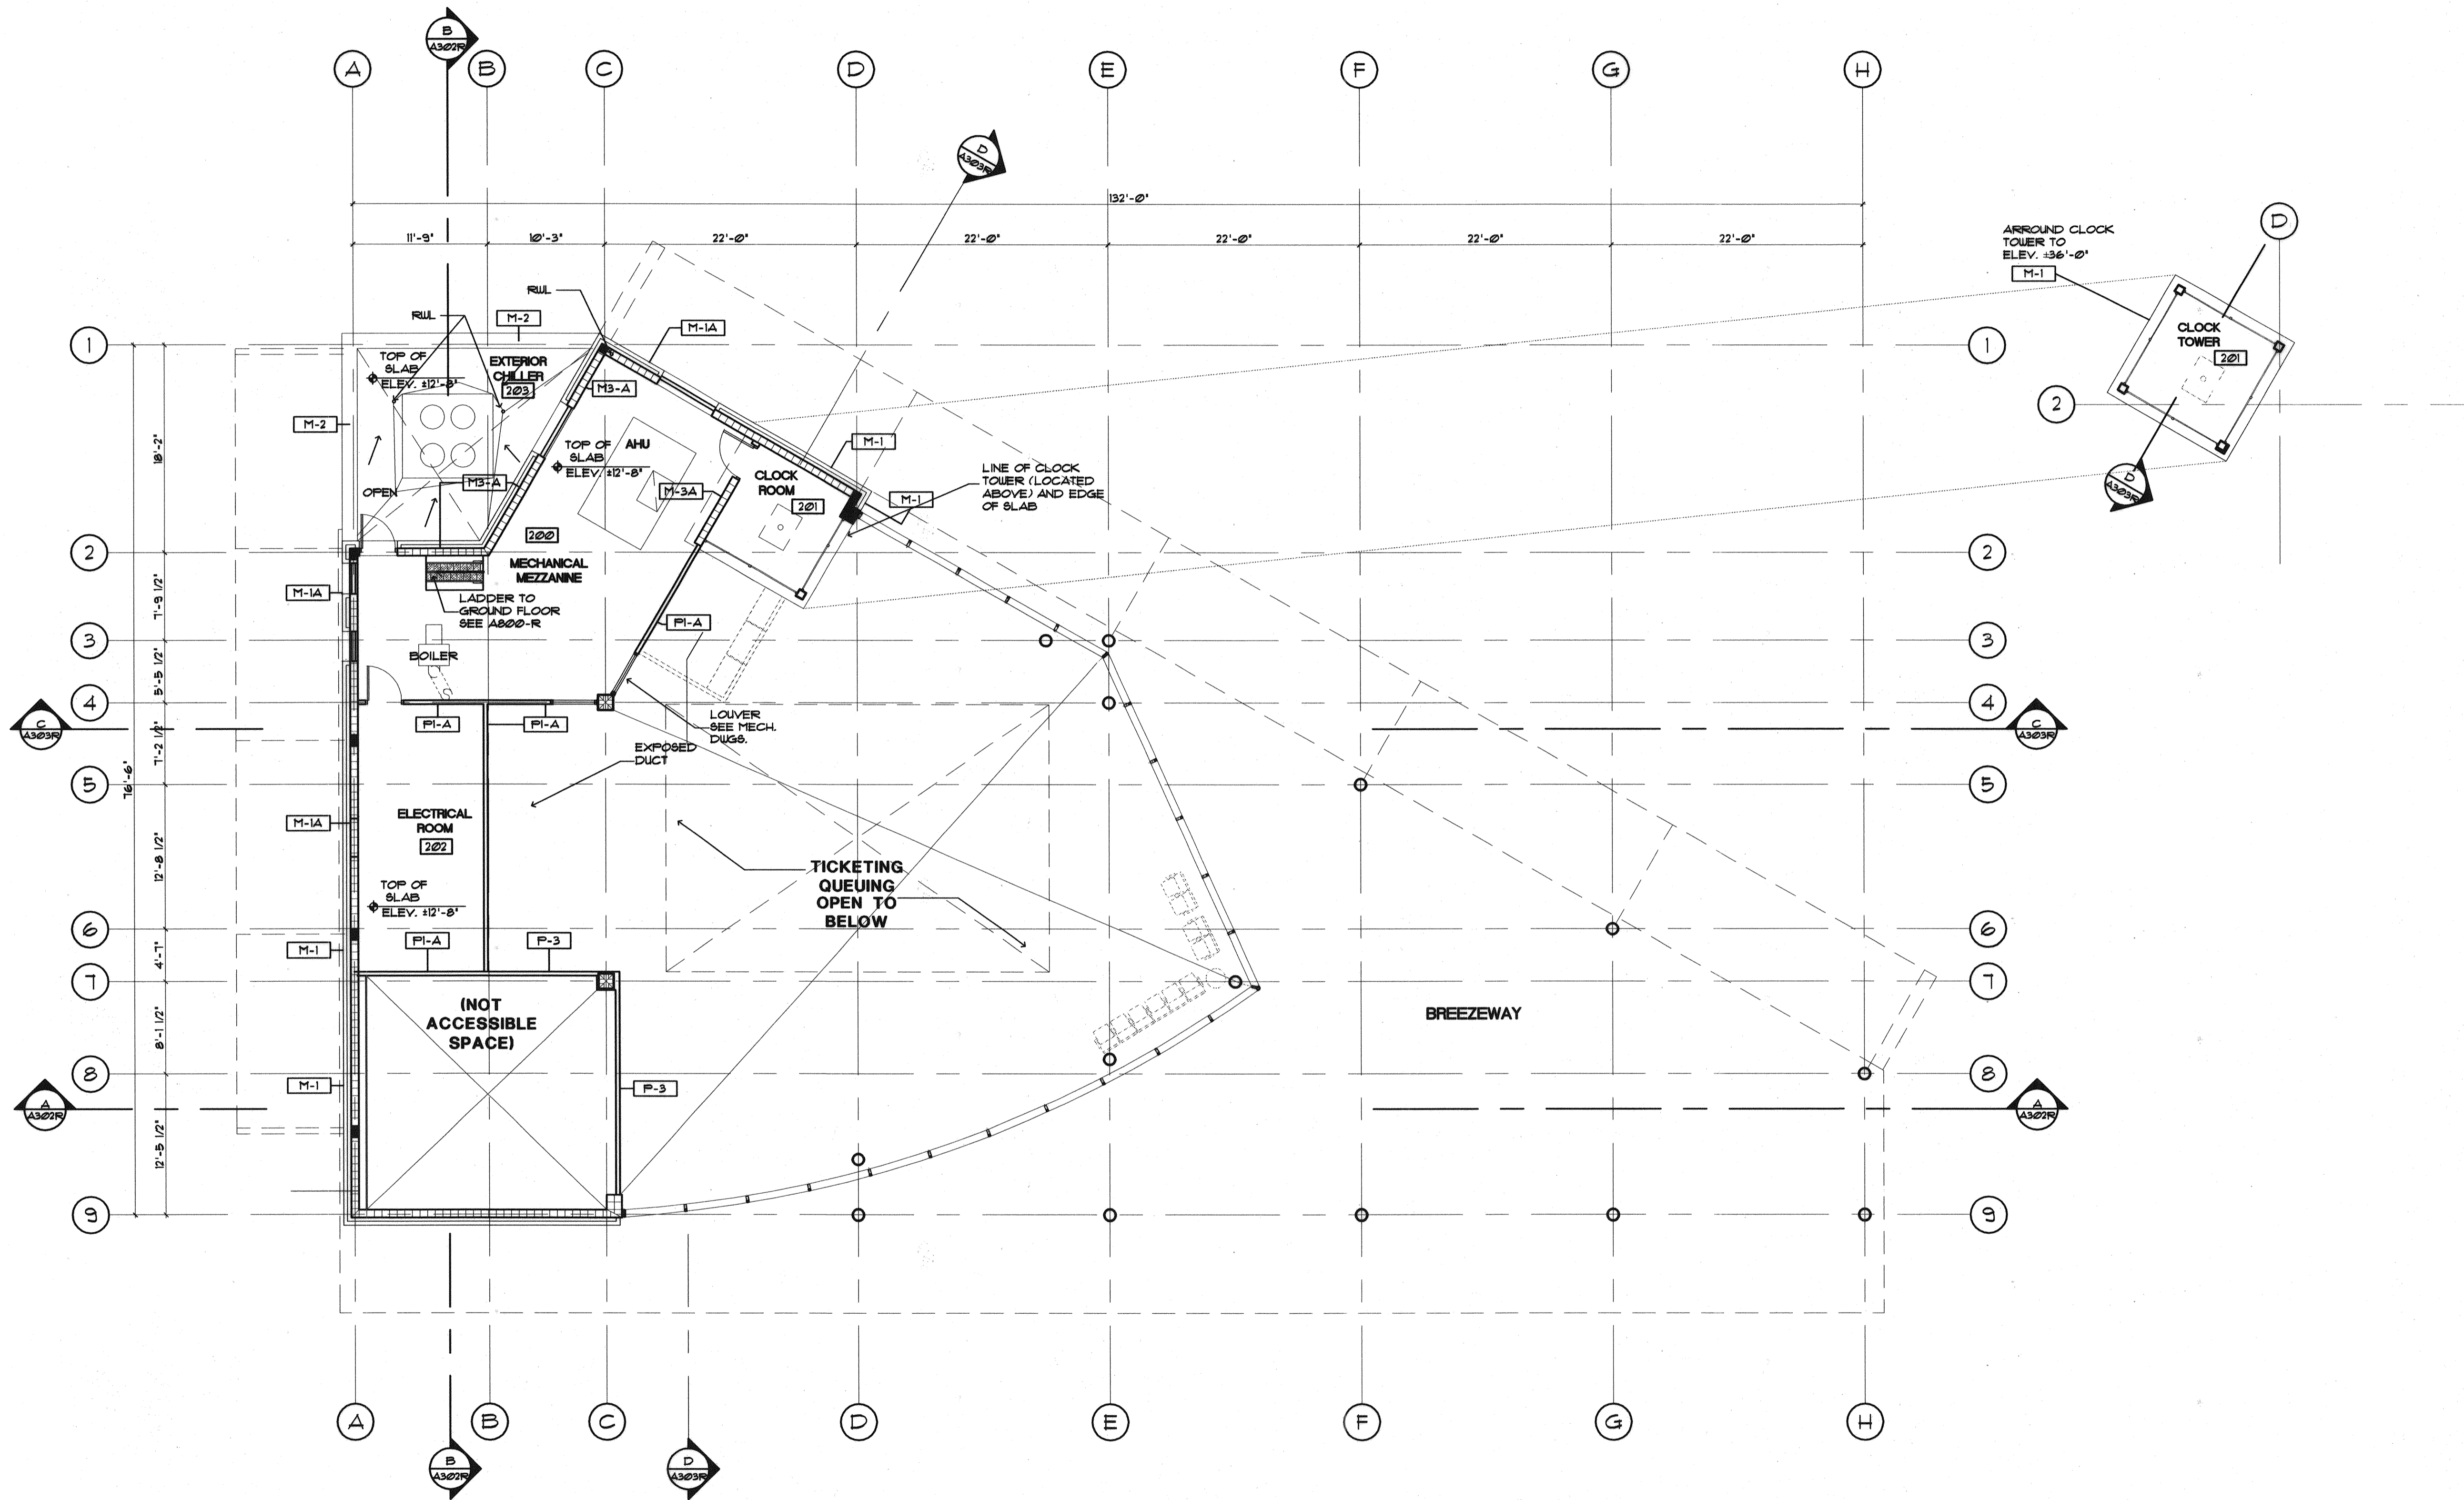 B
A302R
A
B
C
D
E
F
G
H
D
A303R
132'-0"
11'-9"
10'-3"
22'-0"
22'-0"
22'-0"
22'-0"
22'-0"
D
ARROUND CLOCK
TOWER TO
ELEV. ±36'-0"
M-1
CLOCK
TOWER
201
2
D
A303R
RWL
RWL
M-2
M-1A
1
1
TOP OF
SLAB
ELEV. ±12'-8"
EXTERIOR
CHILLER
203
M3-A
M-2
18'-2"
TOP OF
SLAB
ELEV. ±12'-8"
AHU
M-1
CLOCK
ROOM
201
LINE OF CLOCK
TOWER (LOCATED
ABOVE) AND EDGE
OF SLAB
M3-A
M-3A
M-1
OPEN
200
MECHANICAL
MEZZANINE
2
2
7'-9 1/2"
M-1A
LADDER TO
GROUND FLOOR
SEE A800-R
P1-A
3
3
BOILER
5'-5 1/2"
4
4
C
A303R
P1-A
P1-A
LOUVER
SEE MECH.
DWGS.
C
A303R
7'-2 1/2"
EXPOSED
DUCT
76'-6"
5
5
M-1A
ELECTRICAL
ROOM
202
12'-8 1/2"
TICKETING
QUEUING
OPEN TO
BELOW
TOP OF
SLAB
ELEV. ±12'-8"
6
6
P1-A
P-3
M-1
4'-7"
7
7
(NOT
ACCESSIBLE
SPACE)
BREEZEWAY
8'-1 1/2"
8
8
M-1
P-3
A
A302R
A
A302R
12'-5 1/2"
9
9
A
B
C
D
E
F
G
H
B
A302R
D
A303R